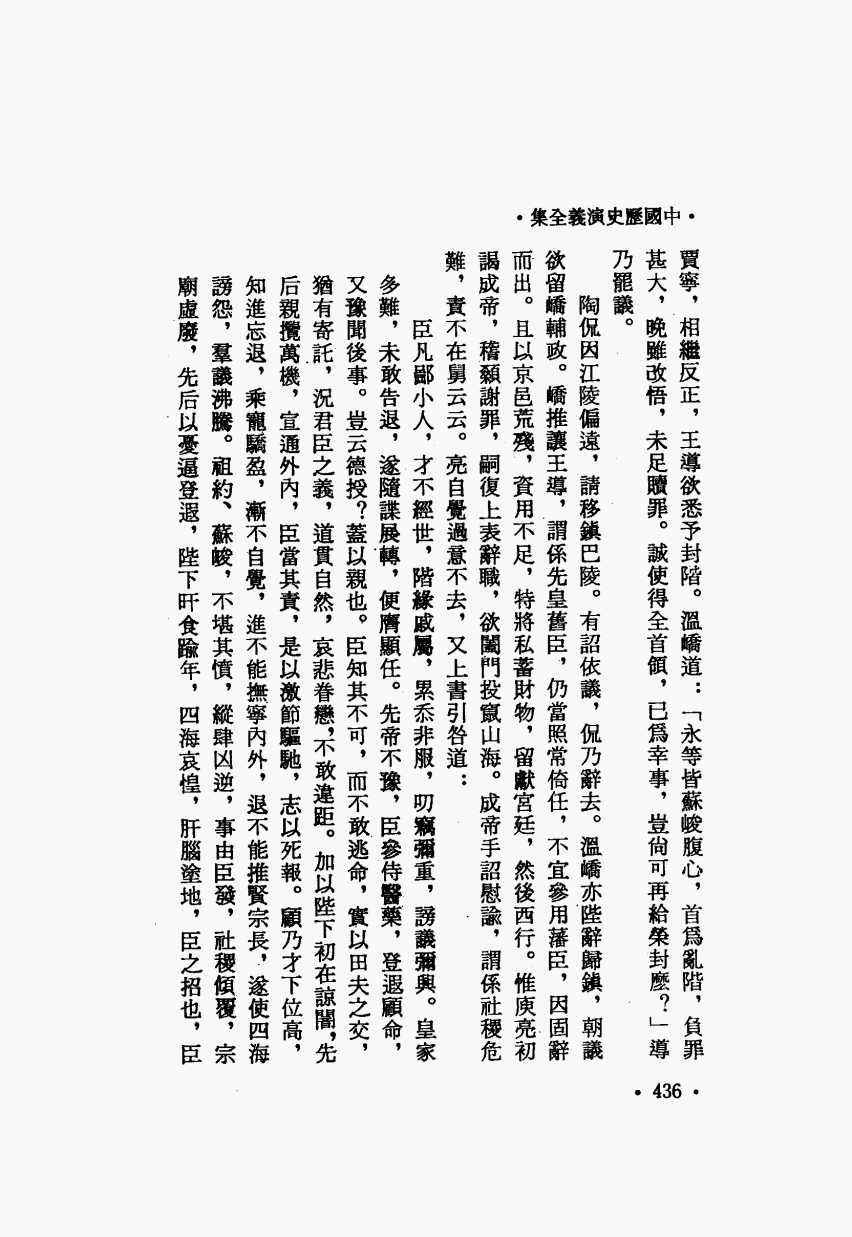 •中國歷史演義全集•
賈寧，相繼反正，王導欲悉予封階。溫嶠道：「永等皆蘇峻腹心，首爲亂階，負罪
甚大，晚雖改悟，未足贖罪。誠使得全首領，已爲幸事，豈尙可再給榮封麽？」導
乃罷議。
陶侃因江陵偏遠，請移鎭巴陵。有詔依議，侃乃辭去。溫嶠亦陛辭歸鎭，朝議
欲留嶠輔政。嶠推讓王導，謂係先皇舊臣，仍當照常倚任，不宜參用藩臣，因固辭
而出。且以京邑荒殘，資用不足，特將私蓄財物，留獻宮廷，然後西行。惟庾亮初
謁成帝，稽顙謝罪，嗣復上表辭職，欲闔門投竄山海。成帝手詔慰諭，謂係社稷危
難，責不在舅云云。亮自覺過意不去，又上書引咎道：
臣凡鄙小人，才不經世，階緣戚屬，累忝非服，叨竊彌重，謗議彌興。皇家
多難，未敢告退，遂隨諜展轉，便膺顯任。先帝不豫，臣參侍醫藥，登遐顧命，
又豫聞後事。豈云德授？蓋以親也。臣知其不可，而不敢逃命，實以田夫之交，
猶有寄託，況君臣之義，道貫自然，哀悲眷戀，不敢違距。加以陛下初在諒闇，先
后親攬萬機，宣通外內，臣當其責，是以激節驅馳，志以死報。顧乃才下位高，
知進忘退，乘寵驕盈，漸不自覺，進不能撫寧內外，退不能推賢宗長，遂使四海
謗怨，羣議沸騰。祖約、蘇峻，不堪其憤，縱肆凶逆，事由臣發，社稷傾覆，宗
廟虛廢，先后以憂逼登遐，陛下旰食踰年，四海哀惶，肝腦塗地，臣之招也，臣
• 436 •